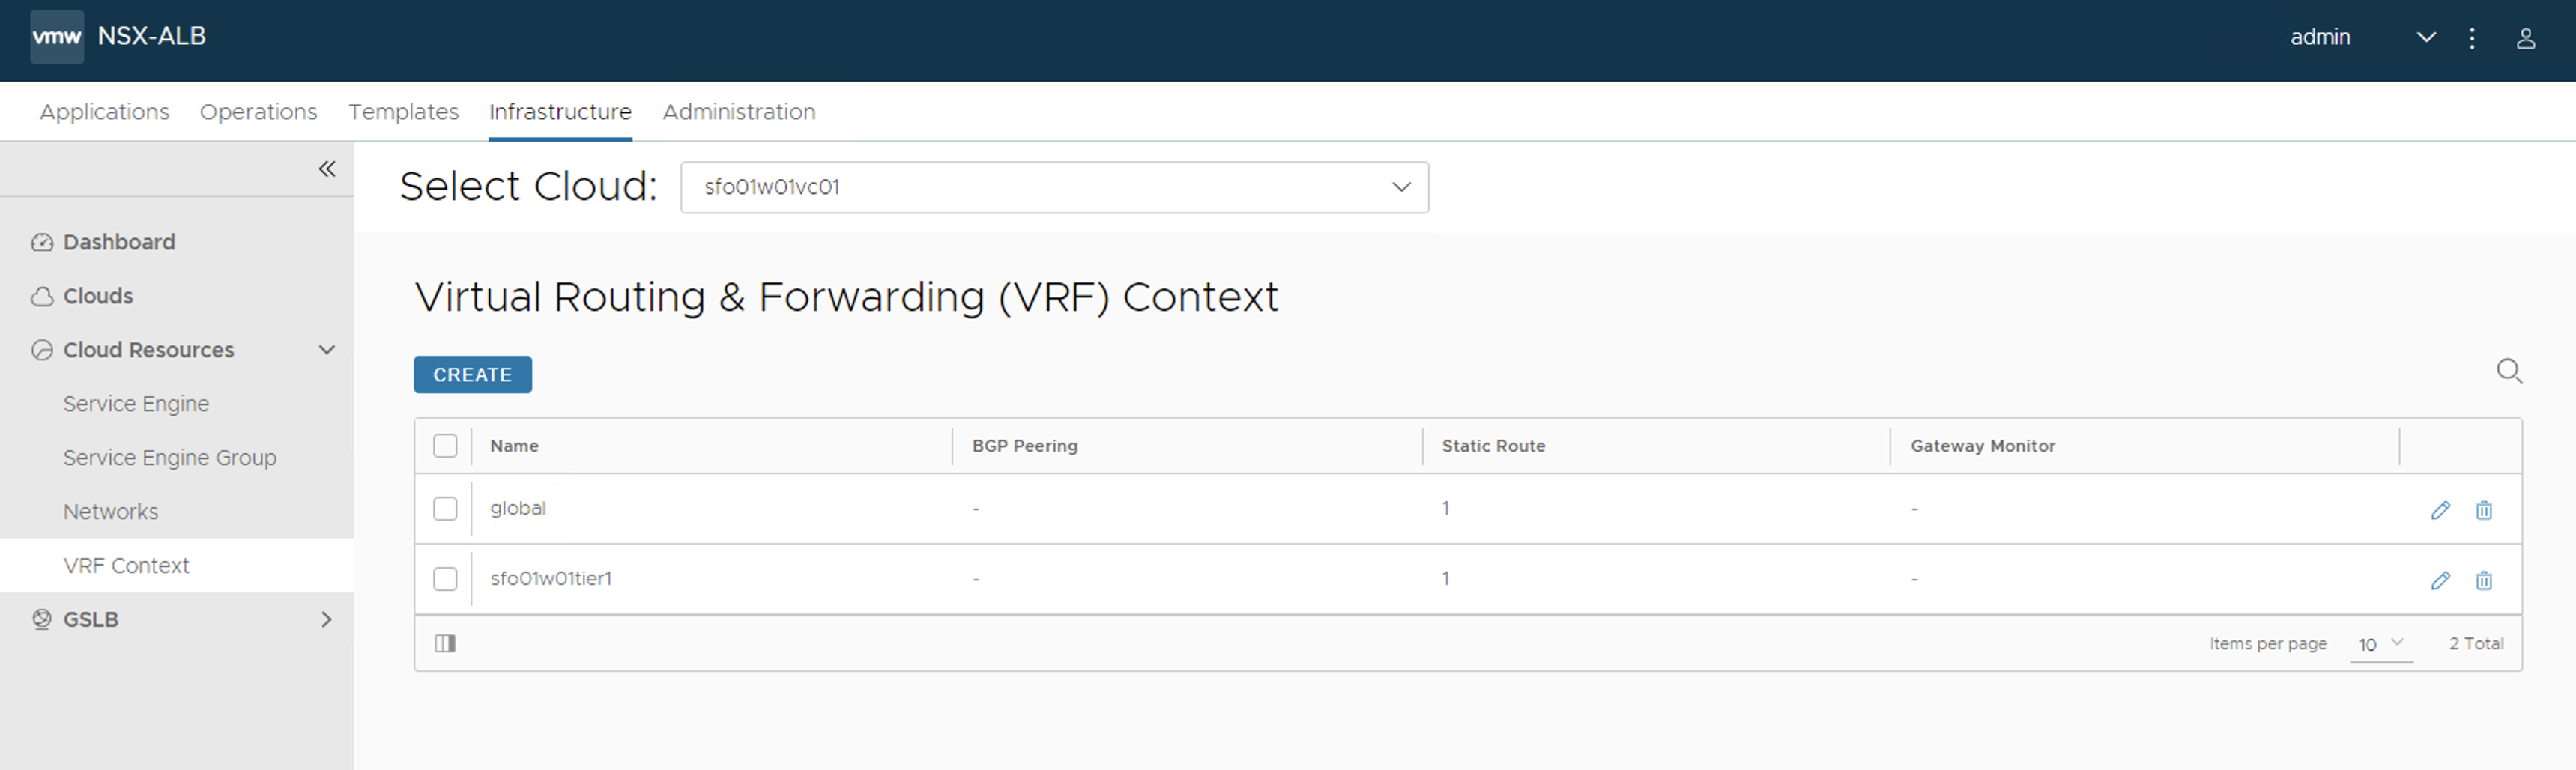 vmw NSX-ALB admin
Applications Operations Templates Infrastructure Administration
Select Cloud: sfo01w01vc01
Dashboard
Clouds
Cloud Resources
Service Engine
Service Engine Group
Networks
VRF Context
GSLB
Virtual Routing & Forwarding (VRF) Context
CREATE
Name BGP Peering Static Route Gateway Monitor
global - 1 -
sfo01w01tier1 - 1 -
Items per page 10 2 Total